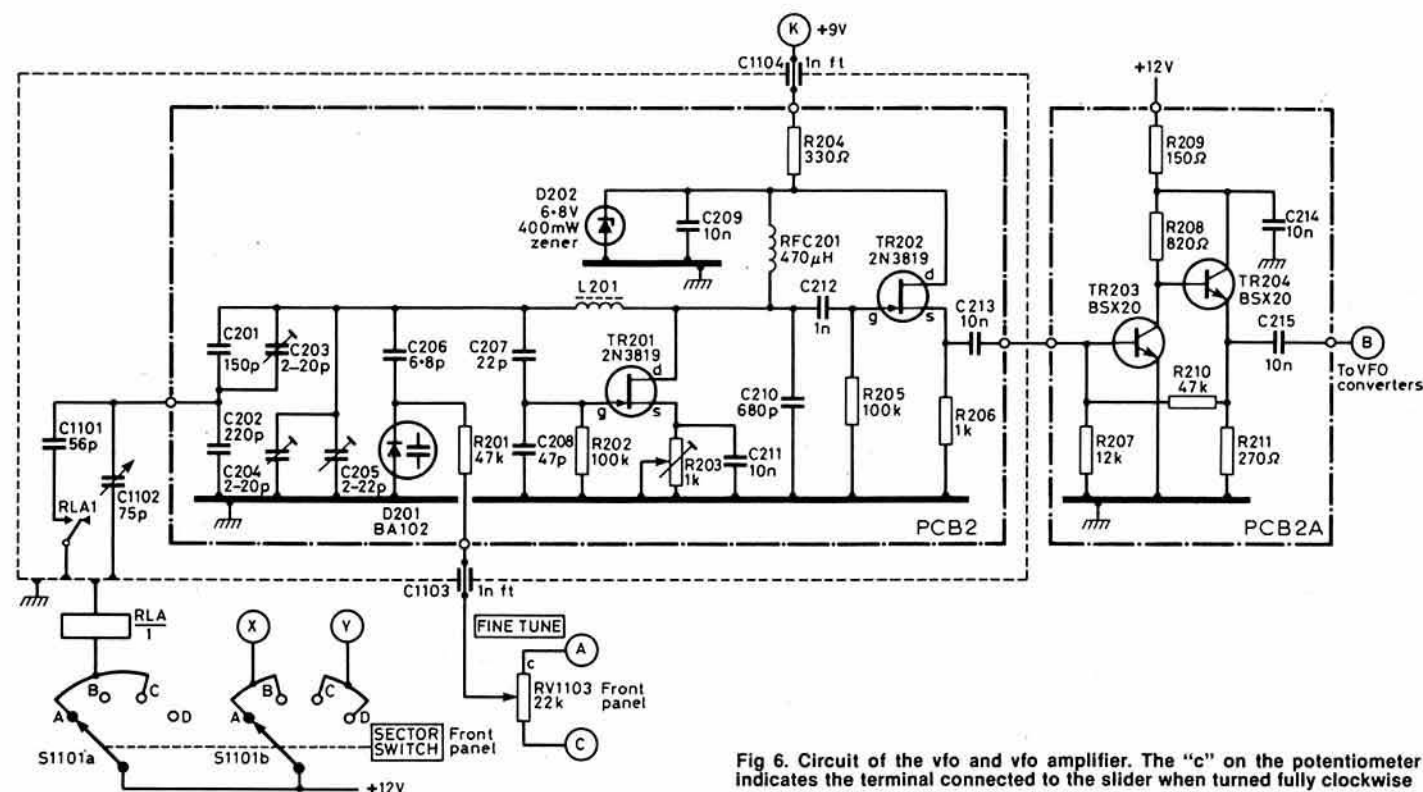 K
+9V
C1104
1n ft
+12V
R204
330Ω
R209
150Ω
D202
6·8V
400mW
zener
C209
10n
RFC201
470μH
TR202
2N3819
d
g
s
R208
820Ω
C214
10n
TR203
BSX20
TR204
BSX20
L201
C212
1n
C213
10n
C215
10n
B
To VFO
converters
C201
150p
C203
2–20p
C206
6·8p
C207
22p
TR201
2N3819
d
g
s
C210
680p
R205
100k
R206
1k
R210
47k
C1101
56p
C202
220p
C204
2–20p
C205
2–22p
R201
47k
C208
47p
R202
100k
R203
1k
C211
10n
R207
12k
R211
270Ω
RLA1
C1102
75p
D201
BA102
PCB2
PCB2A
C1103
1n ft
RLA
1
X
Y
FINE TUNE
A
c
RV1103
22k
Front
panel
C
A
B
C
D
A
B
C
D
S1101a
S1101b
SECTOR
SWITCH
Front
panel
+12V
Fig 6. Circuit of the vfo and vfo amplifier. The "c" on the potentiometer
indicates the terminal connected to the slider when turned fully clockwise